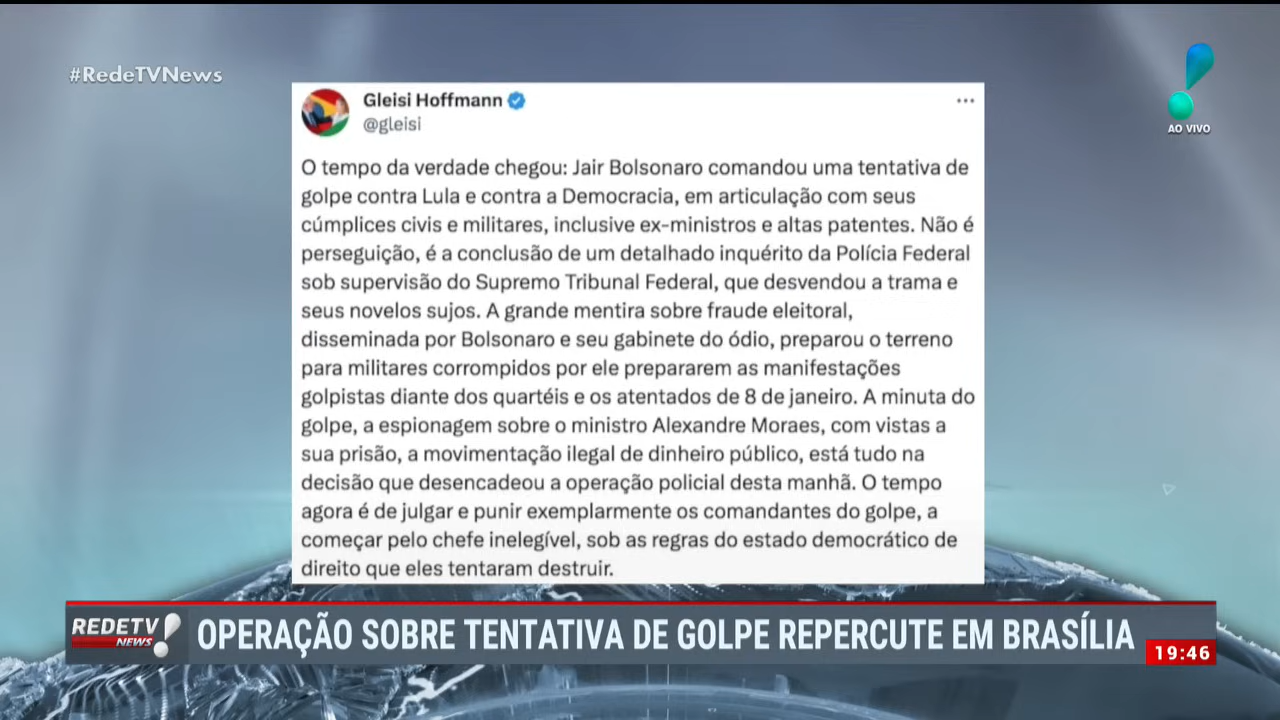 #RedeTVNews
AO VIVO
Gleisi Hoffmann
@gleisi
O tempo da verdade chegou: Jair Bolsonaro comandou uma tentativa de
golpe contra Lula e contra a Democracia, em articulação com seus
cúmplices civis e militares, inclusive ex-ministros e altas patentes. Não é
perseguição, é a conclusão de um detalhado inquérito da Polícia Federal
sob supervisão do Supremo Tribunal Federal, que desvendou a trama e
seus novelos sujos. A grande mentira sobre fraude eleitoral,
disseminada por Bolsonaro e seu gabinete do ódio, preparou o terreno
para militares corrompidos por ele prepararem as manifestações
golpistas diante dos quartéis e os atentados de 8 de janeiro. A minuta do
golpe, a espionagem sobre o ministro Alexandre Moraes, com vistas a
sua prisão, a movimentação ilegal de dinheiro público, está tudo na
decisão que desencadeou a operação policial desta manhã. O tempo
agora é de julgar e punir exemplarmente os comandantes do golpe, a
começar pelo chefe inelegível, sob as regras do estado democrático de
direito que eles tentaram destruir.
REDETV!
NEWS
OPERAÇÃO SOBRE TENTATIVA DE GOLPE REPERCUTE EM BRASÍLIA
19:46